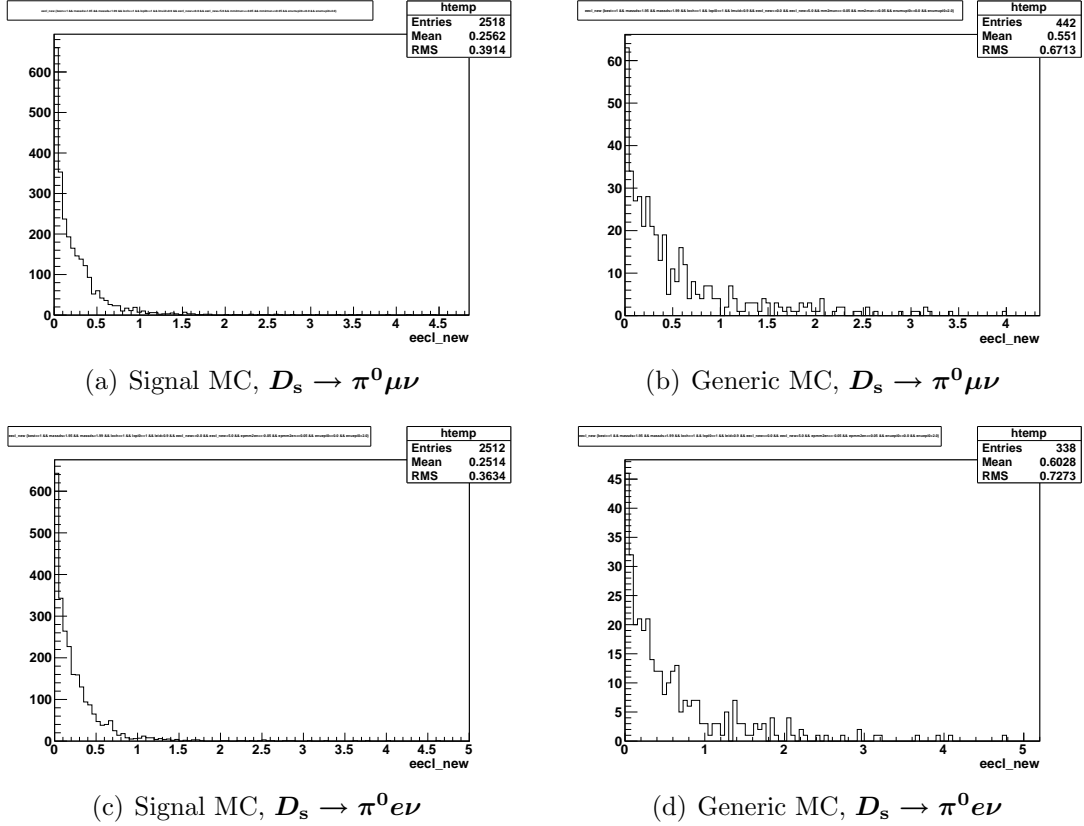 htemp
Entries 2518
Mean 0.2562
RMS 0.3914
700
600
500
400
300
200
100
0
0 0.5 1 1.5 2 2.5 3 3.5 4 4.5
eecl_new
(a) Signal MC, Dₛ → π⁰μν
htemp
Entries 442
Mean 0.551
RMS 0.6713
60
50
40
30
20
10
0
0 0.5 1 1.5 2 2.5 3 3.5 4
eecl_new
(b) Generic MC, Dₛ → π⁰μν
htemp
Entries 2512
Mean 0.2514
RMS 0.3634
600
500
400
300
200
100
0
0 0.5 1 1.5 2 2.5 3 3.5 4 4.5 5
eecl_new
(c) Signal MC, Dₛ → π⁰eν
htemp
Entries 338
Mean 0.6028
RMS 0.7273
45
40
35
30
25
20
15
10
5
0
0 1 2 3 4 5
eecl_new
(d) Generic MC, Dₛ → π⁰eν